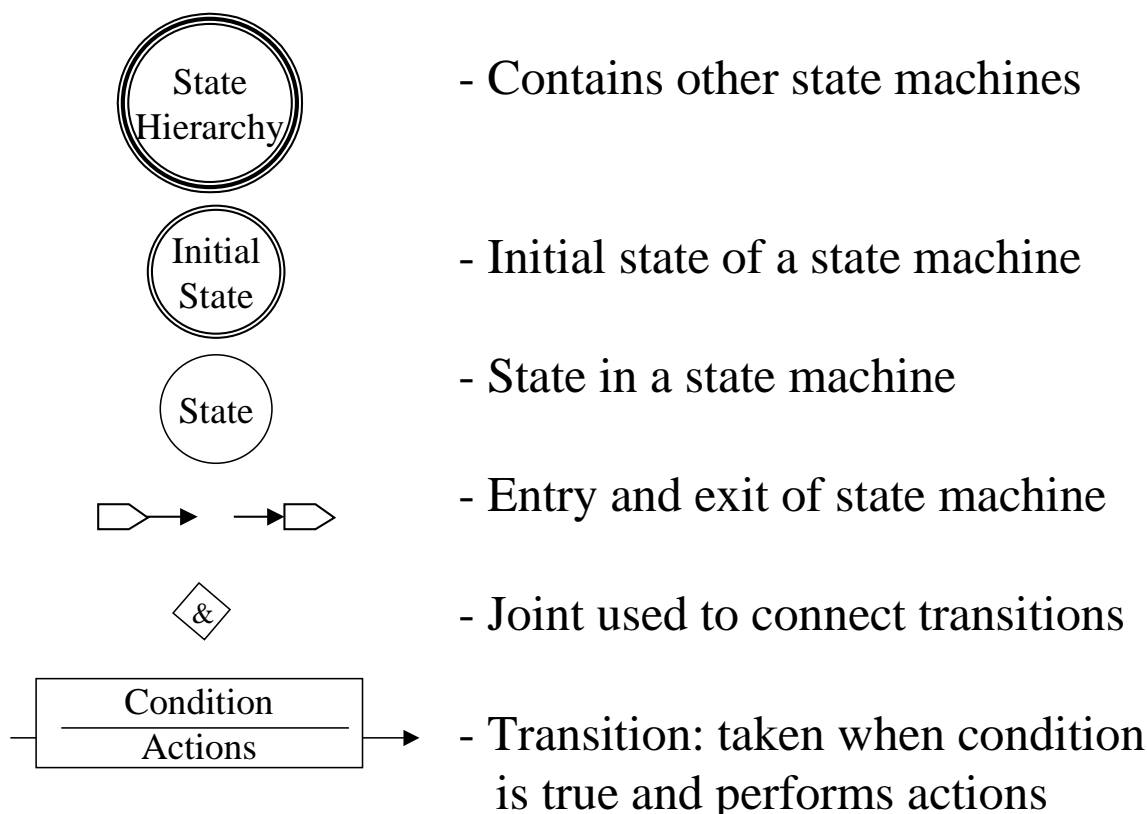 State
Hierarchy
- Contains other state machines
Initial
State
- Initial state of a state machine
State
- State in a state machine
- Entry and exit of state machine
&
- Joint used to connect transitions
Condition
Actions
- Transition: taken when condition
is true and performs actions